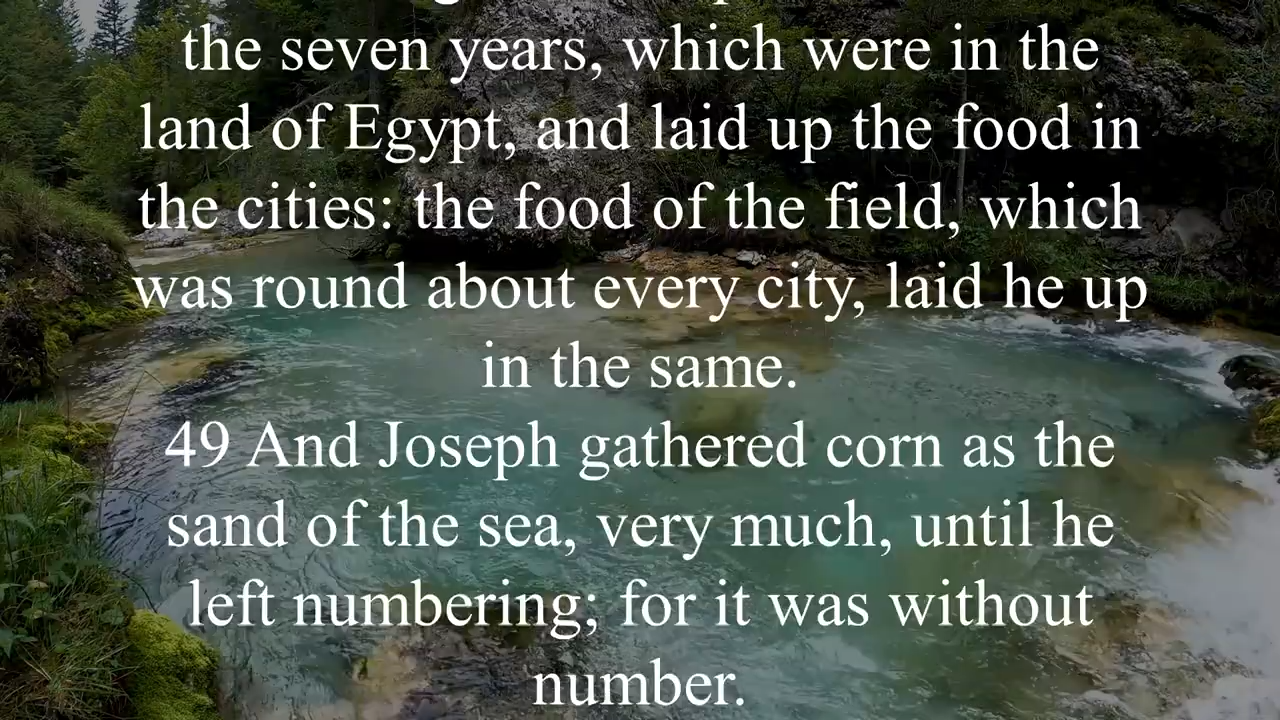 the seven years, which were in the
land of Egypt, and laid up the food in
the cities: the food of the field, which
was round about every city, laid he up
in the same.
49 And Joseph gathered corn as the
sand of the sea, very much, until he
left numbering; for it was without
number.